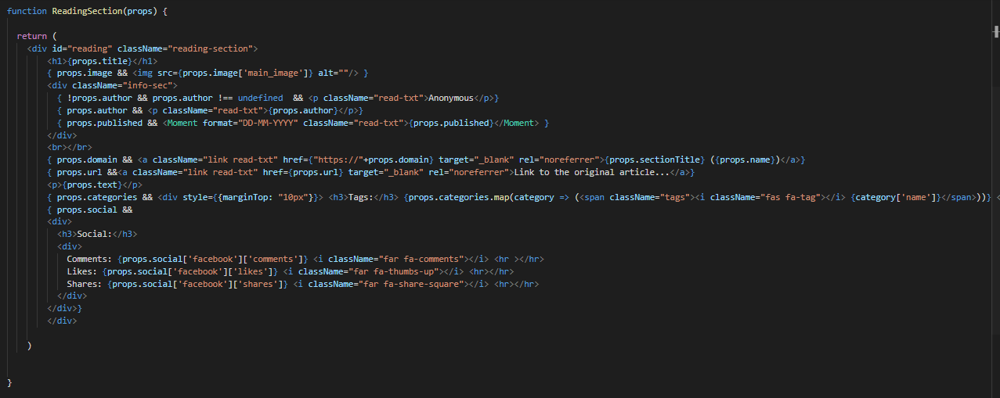 function ReadingSection(props) {
return (
<div id="reading" className="reading-section">
<h1>{props.title}</h1>
{ props.image && <img src={props.image['main_image']} alt=""/> }
<div className="info-sec">
{ !props.author && props.author !== undefined  && <p className="read-txt">Anonymous</p>}
{ props.author && <p className="read-txt">{props.author}</p>}
{ props.published && <Moment format="DD-MM-YYYY" className="read-txt">{props.published}</Moment> }
</div>
<br></br>
{ props.domain && <a className="link read-txt" href={"https://"+props.domain} target="_blank" rel="noreferrer">{props.sectionTitle} ({props.name})</a>}
{ props.url &&<a className="link read-txt" href={props.url} target="_blank" rel="noreferrer">Link to the original article...</a>}
<p>{props.text}</p>
{ props.categories && <div style={{marginTop: "10px"}}> <h3>Tags:</h3> {props.categories.map(category => (<span className="tags"><i className="fas fa-tag"></i> {category['name']}</span>))} <
{ props.social &&
<div>
<h3>Social:</h3>
<div>
Comments: {props.social['facebook']['comments']} <i className="far fa-comments"></i> <hr ></hr>
Likes: {props.social['facebook']['likes']} <i className="far fa-thumbs-up"></i> <hr></hr>
Shares: {props.social['facebook']['shares']} <i className="far fa-share-square"></i> <hr></hr>
</div>
</div>}
</div>
)
}